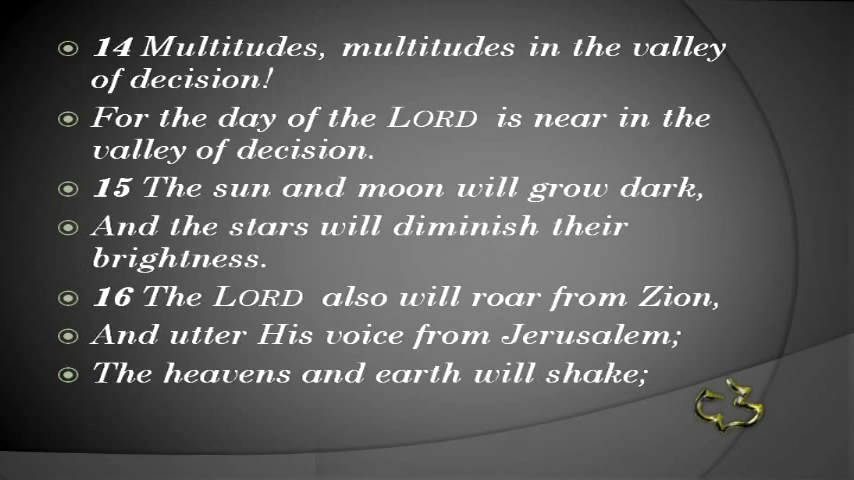 14 Multitudes, multitudes in the valley
of decision!
For the day of the LORD is near in the
valley of decision.
15 The sun and moon will grow dark,
And the stars will diminish their
brightness.
16 The LORD also will roar from Zion,
And utter His voice from Jerusalem;
The heavens and earth will shake;